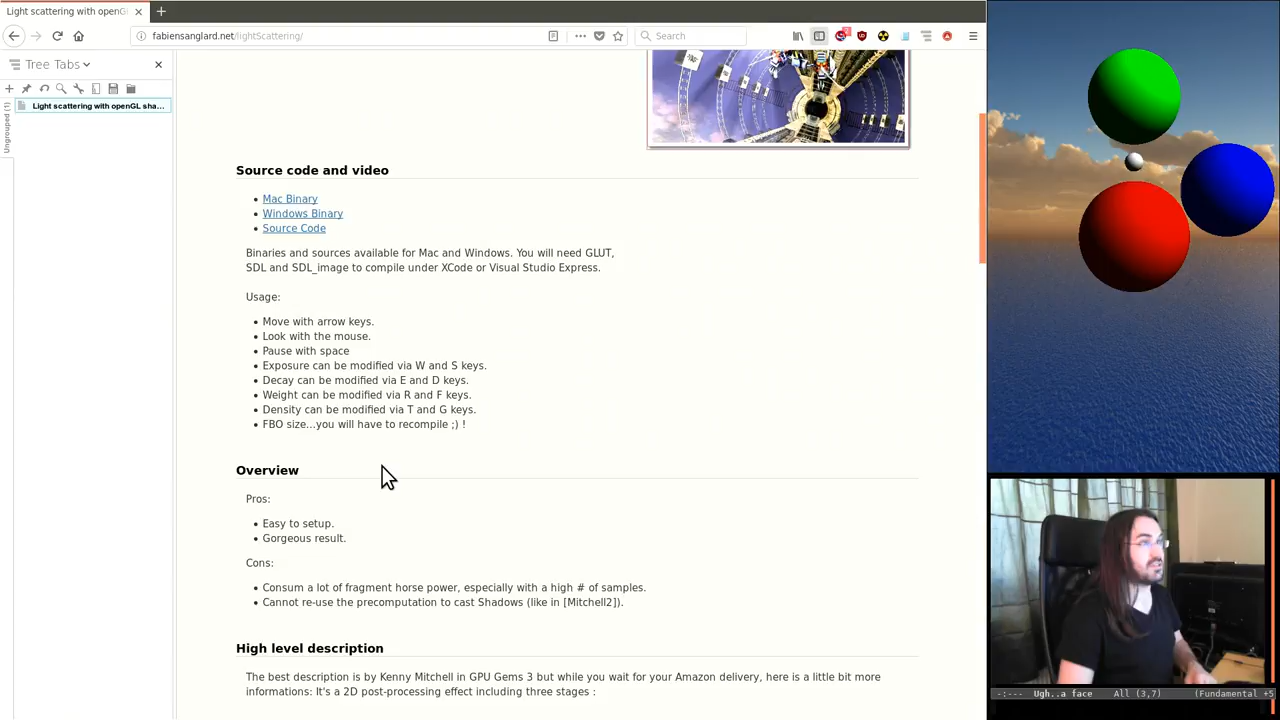 Light scattering with openG
fabiensanglard.net/lightScattering/
Search
Tree Tabs
Ungrouped (1)
Light scattering with openGL sha...
Source code and video
Mac Binary
Windows Binary
Source Code
Binaries and sources available for Mac and Windows. You will need GLUT,
SDL and SDL_image to compile under XCode or Visual Studio Express.
Usage:
Move with arrow keys.
Look with the mouse.
Pause with space
Exposure can be modified via W and S keys.
Decay can be modified via E and D keys.
Weight can be modified via R and F keys.
Density can be modified via T and G keys.
FBO size...you will have to recompile ;) !
Overview
Pros:
Easy to setup.
Gorgeous result.
Cons:
Consum a lot of fragment horse power, especially with a high # of samples.
Cannot re-use the precomputation to cast Shadows (like in [Mitchell2]).
High level description
The best description is by Kenny Mitchell in GPU Gems 3 but while you wait for your Amazon delivery, here is a little bit more
informations: It's a 2D post-processing effect including three stages :
-:--- Ugh..a face All (3,7) (Fundamental +5